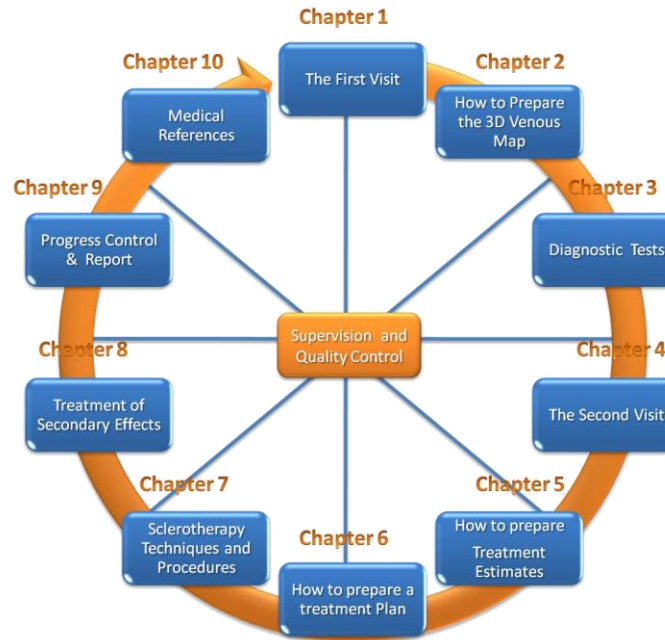 Chapter 1
The First Visit
Chapter 2
How to Prepare
the 3D Venous
Map
Chapter 3
Diagnostic Tests
Chapter 4
The Second Visit
Chapter 5
How to prepare
Treatment
Estimates
Chapter 6
How to prepare a
treatment Plan
Chapter 7
Sclerotherapy
Techniques and
Procedures
Chapter 8
Treatment of
Secondary Effects
Chapter 9
Progress Control
& Report
Chapter 10
Medical
References
Supervision and
Quality Control